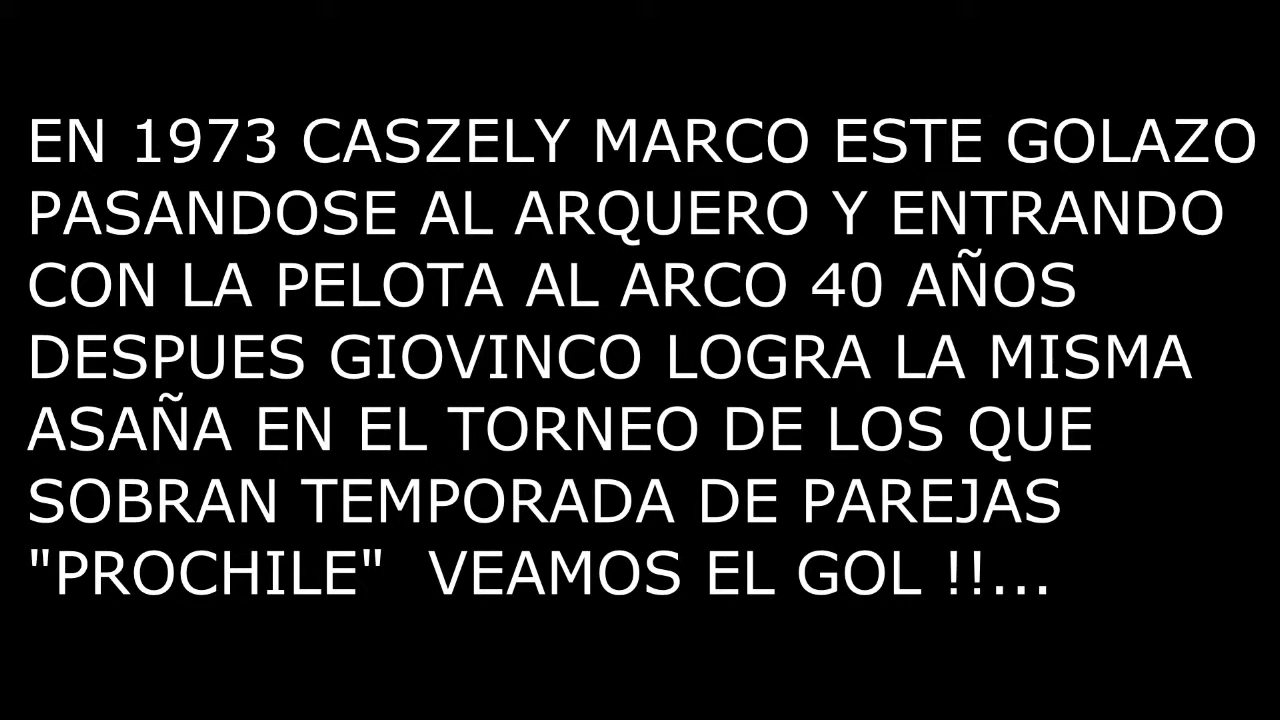 EN 1973 CASZELY MARCO ESTE GOLAZO
PASANDOSE AL ARQUERO Y ENTRANDO
CON LA PELOTA AL ARCO 40 AÑOS
DESPUES GIOVINCO LOGRA LA MISMA
ASAÑA EN EL TORNEO DE LOS QUE
SOBRAN TEMPORADA DE PAREJAS
"PROCHILE"  VEAMOS EL GOL !!...